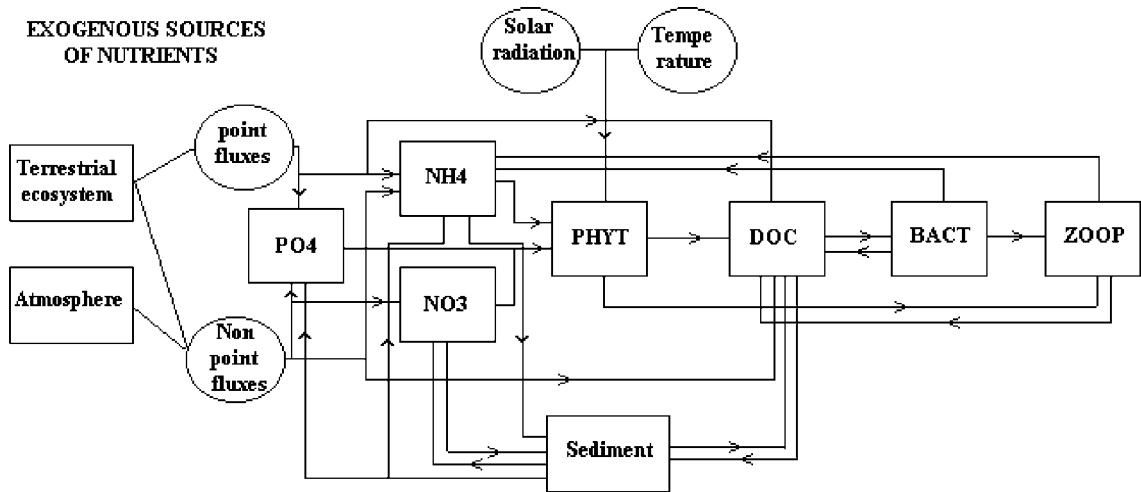 EXOGENOUS SOURCES
OF NUTRIENTS
Solar
radiation
Tempe
rature
point
fluxes
Terrestrial
ecosystem
NH4
PO4
PHYT
DOC
BACT
ZOOP
Atmosphere
NO3
Non
point
fluxes
Sediment